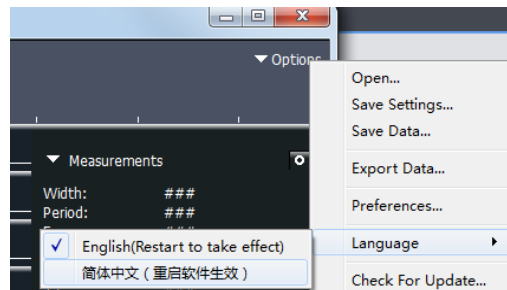 Options
Open...
Save Settings...
Save Data...
Measurements
Export Data...
Width: ###
Preferences...
Period: ###
English(Restart to take effect)
Language
简体中文（重启软件生效）
Check For Update...